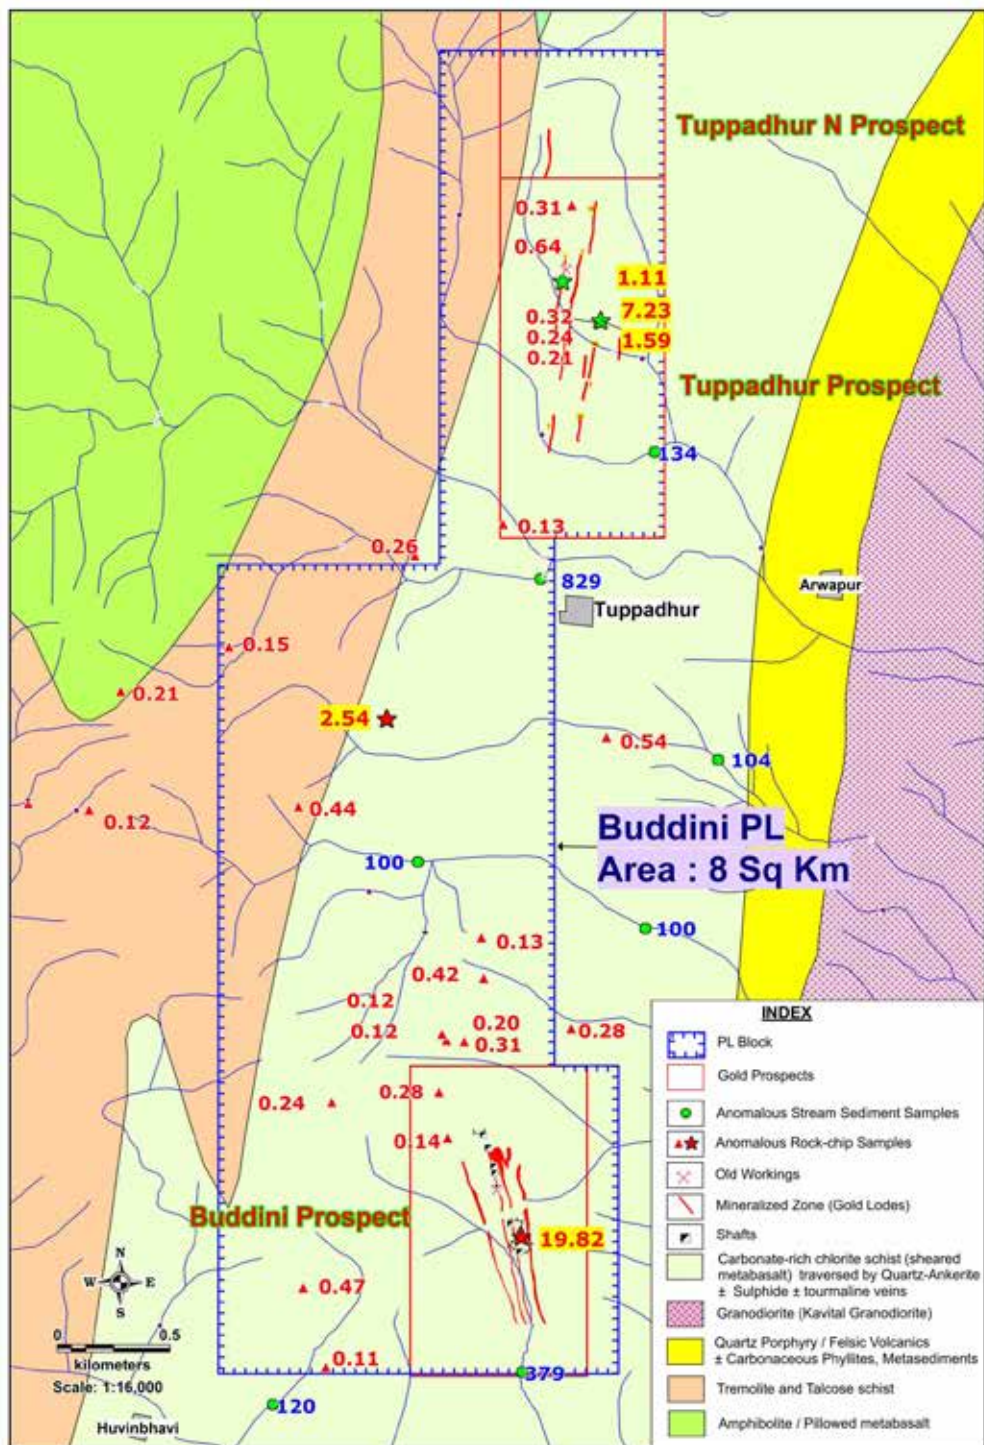 Tuppadhur N Prospect
0.31
0.64
1.11
7.23
0.32
0.24
1.59
0.21
Tuppadhur Prospect
134
0.13
0.26
829
Arwapur
Tuppadhur
0.15
0.21
2.54
0.54
104
0.44
0.12
Buddini PL
Area : 8 Sq Km
100
100
0.13
0.42
0.12
0.20
0.12
0.31
0.28
0.28
0.24
0.14
Buddini Prospect
19.82
0.47
0.11
379
120
N
W E
S
0 0.5
kilometers
Scale: 1:16,000
Huvinbhavi
INDEX
PL Block
Gold Prospects
Anomalous Stream Sediment Samples
Anomalous Rock-chip Samples
Old Workings
Mineralized Zone (Gold Lodes)
Shafts
Carbonate-rich chlorite schist (sheared
metabasalt) traversed by Quartz-Ankerite
± Sulphide ± tourmaline veins
Granodiorite (Kavital Granodiorite)
Quartz Porphyry / Felsic Volcanics
± Carbonaceous Phyllites, Metasediments
Tremolite and Talcose schist
Amphibolite / Pillowed metabasalt